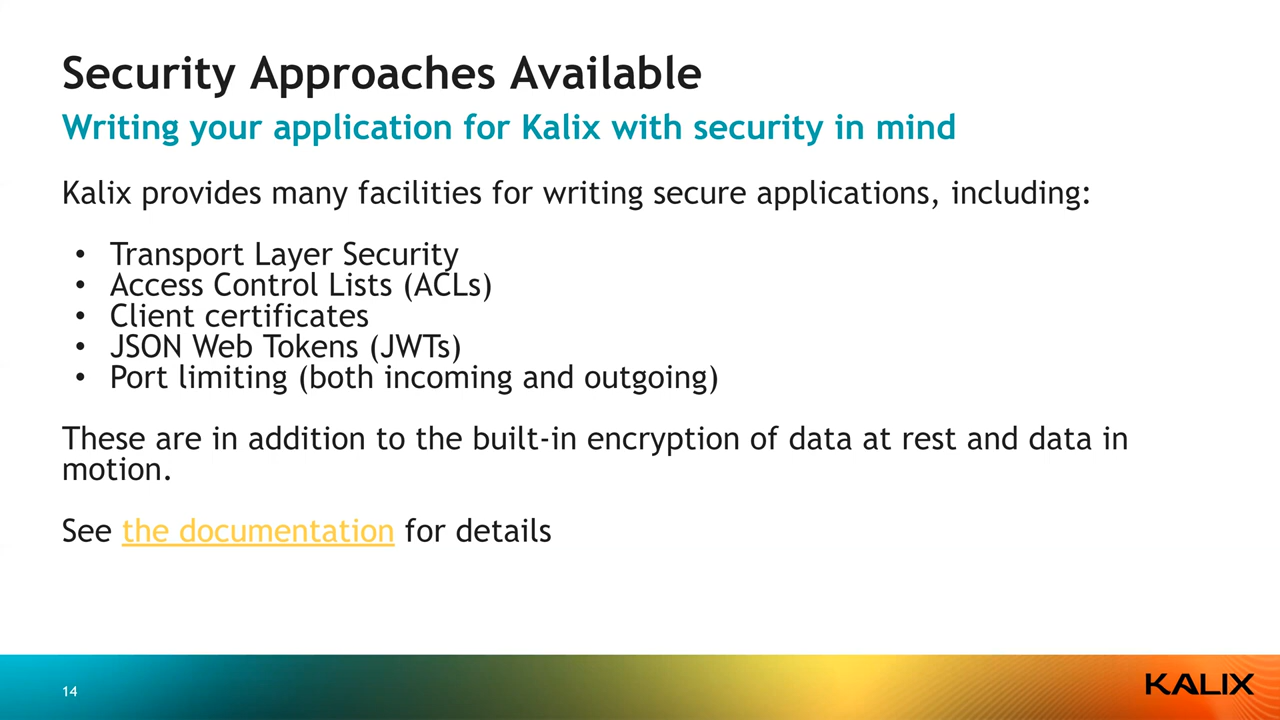 Security Approaches Available
Writing your application for Kalix with security in mind
Kalix provides many facilities for writing secure applications, including:
• Transport Layer Security
• Access Control Lists (ACLs)
• Client certificates
• JSON Web Tokens (JWTs)
• Port limiting (both incoming and outgoing)
These are in addition to the built-in encryption of data at rest and data in
motion.
See the documentation for details
14
KALIX